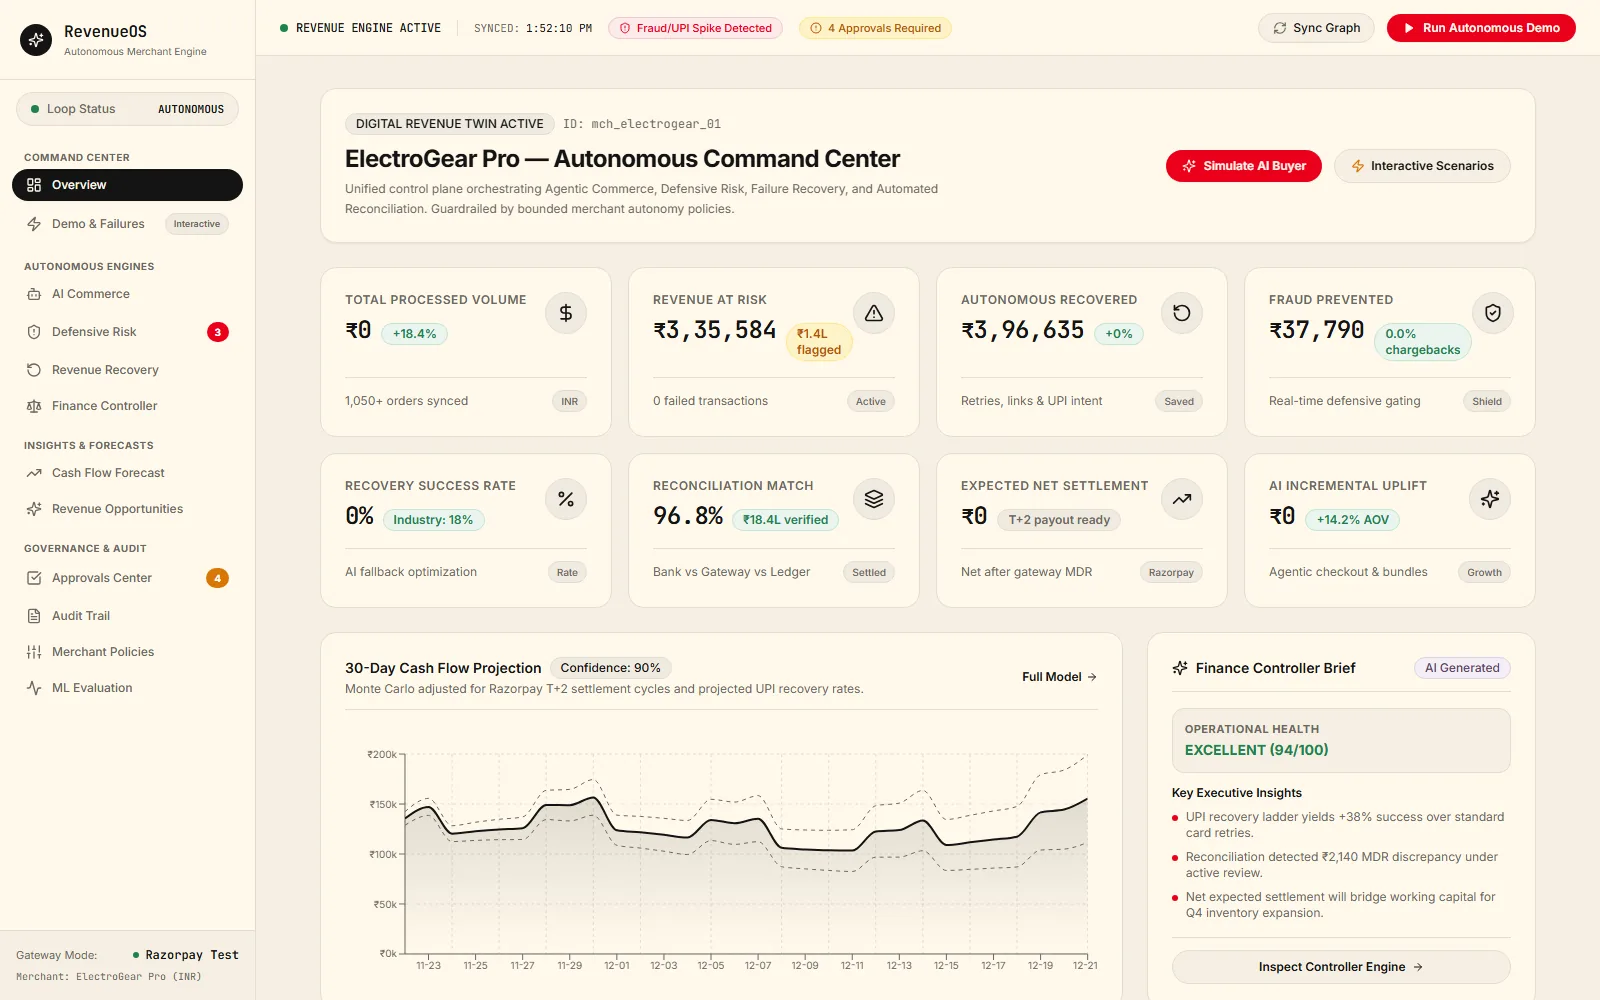 RevenueOS
Autonomous Merchant Engine
Loop Status AUTONOMOUS
COMMAND CENTER
Overview
Demo & Failures Interactive
AUTONOMOUS ENGINES
AI Commerce
Defensive Risk 3
Revenue Recovery
Finance Controller
INSIGHTS & FORECASTS
Cash Flow Forecast
Revenue Opportunities
GOVERNANCE & AUDIT
Approvals Center 4
Audit Trail
Merchant Policies
ML Evaluation
Gateway Mode: Razorpay Test
Merchant: ElectroGear Pro (INR)
REVENUE ENGINE ACTIVE SYNCED: 1:52:10 PM Fraud/UPI Spike Detected 4 Approvals Required Sync Graph Run Autonomous Demo
DIGITAL REVENUE TWIN ACTIVE ID: mch_electrogear_01
ElectroGear Pro — Autonomous Command Center
Unified control plane orchestrating Agentic Commerce, Defensive Risk, Failure Recovery, and Automated
Reconciliation. Guardrailed by bounded merchant autonomy policies.
Simulate AI Buyer Interactive Scenarios
TOTAL PROCESSED VOLUME
₹0 +18.4%
1,050+ orders synced INR
REVENUE AT RISK
₹3,35,584 ₹1.4L
flagged
0 failed transactions Active
AUTONOMOUS RECOVERED
₹3,96,635 +0%
Retries, links & UPI intent Saved
FRAUD PREVENTED
₹37,790 0.0%
chargebacks
Real-time defensive gating Shield
RECOVERY SUCCESS RATE
0% Industry: 18%
AI fallback optimization Rate
RECONCILIATION MATCH
96.8% ₹18.4L verified
Bank vs Gateway vs Ledger Settled
EXPECTED NET SETTLEMENT
₹0 T+2 payout ready
Net after gateway MDR Razorpay
AI INCREMENTAL UPLIFT
₹0 +14.2% AOV
Agentic checkout & bundles Growth
30-Day Cash Flow Projection Confidence: 90%
Monte Carlo adjusted for Razorpay T+2 settlement cycles and projected UPI recovery rates.
Full Model →
₹200k
₹150k
₹100k
₹50k
₹0k
11-23 11-25 11-27 11-29 12-01 12-03 12-05 12-07 12-09 12-11 12-13 12-15 12-17 12-19 12-21
Finance Controller Brief AI Generated
OPERATIONAL HEALTH
EXCELLENT (94/100)
Key Executive Insights
UPI recovery ladder yields +38% success over standard
card retries.
Reconciliation detected ₹2,140 MDR discrepancy under
active review.
Net expected settlement will bridge working capital for
Q4 inventory expansion.
Inspect Controller Engine →